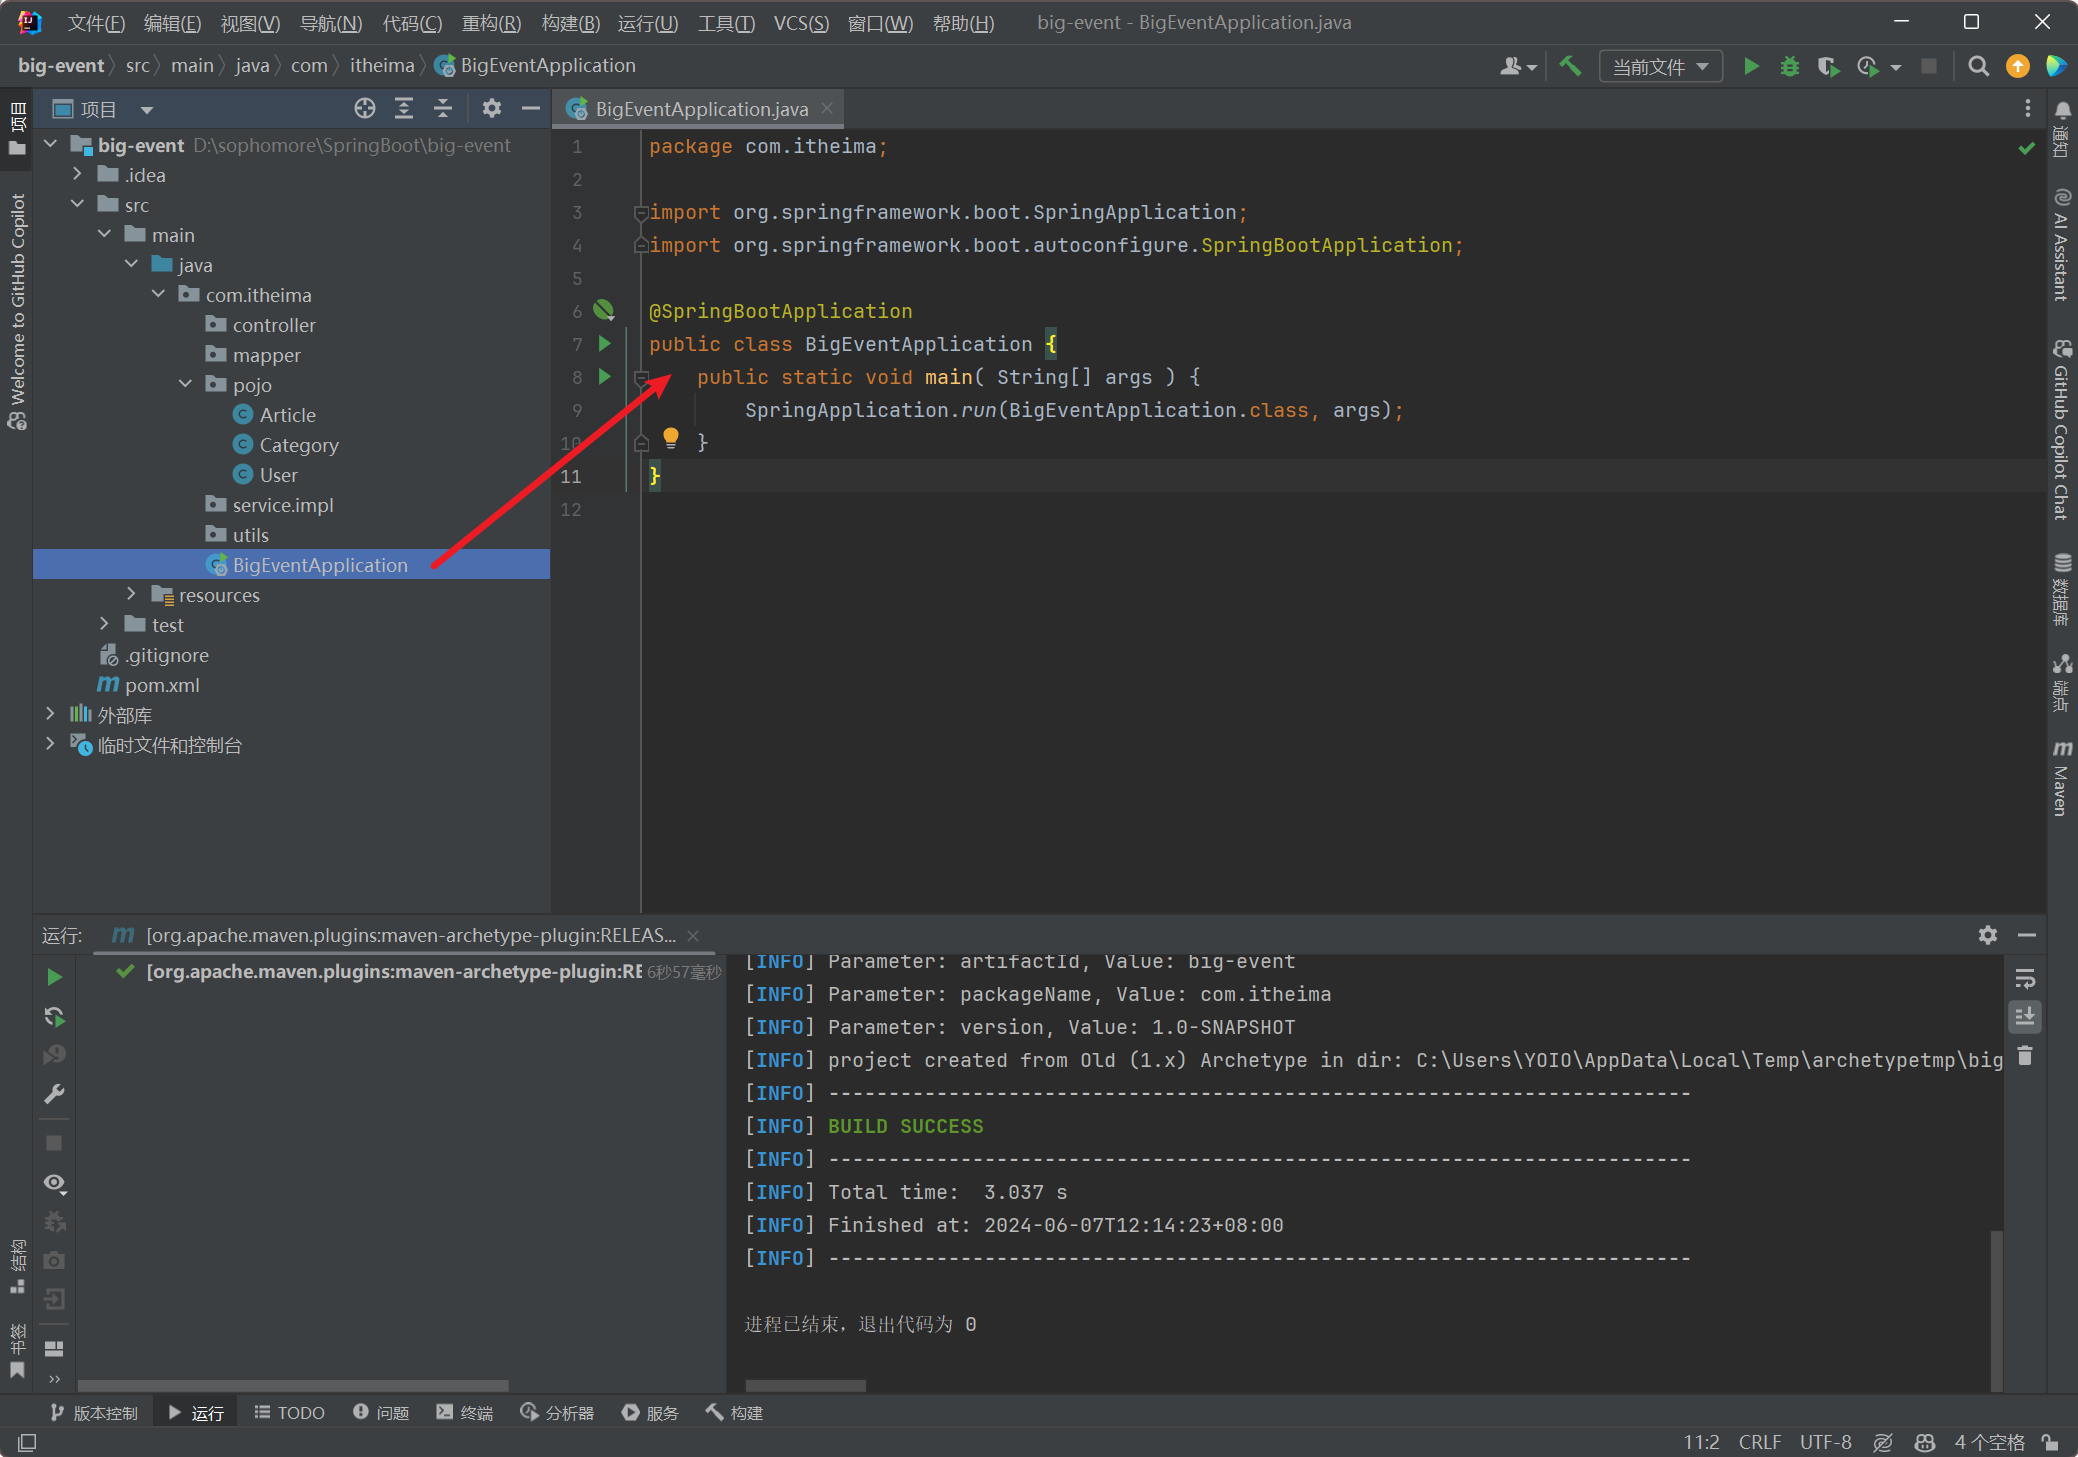 文件(F) 编辑(E) 视图(V) 导航(N) 代码(C) 重构(R) 构建(B) 运行(U) 工具(T) VCS(S) 窗口(W) 帮助(H) big-event - BigEventApplication.java
big-event src main java com itheima BigEventApplication 当前文件
项目
BigEventApplication.java
big-event D:\sophomore\SpringBoot\big-event
.idea
src
main
java
com.itheima
controller
mapper
pojo
Article
Category
User
service.impl
utils
BigEventApplication
resources
test
.gitignore
pom.xml
外部库
临时文件和控制台
1 package com.itheima;
2
3 import org.springframework.boot.SpringApplication;
4 import org.springframework.boot.autoconfigure.SpringBootApplication;
5
6 @SpringBootApplication
7 public class BigEventApplication {
8 public static void main( String[] args ) {
9 SpringApplication.run(BigEventApplication.class, args);
10 }
11 }
12
项目
Welcome to GitHub Copilot
结构
书签
通知
AI Assistant
GitHub Copilot Chat
数据库
端点
Maven
运行: [org.apache.maven.plugins:maven-archetype-plugin:RELEAS...
[org.apache.maven.plugins:maven-archetype-plugin:RE 6秒57毫秒
[INFO] Parameter: artifactId, Value: big-event
[INFO] Parameter: packageName, Value: com.itheima
[INFO] Parameter: version, Value: 1.0-SNAPSHOT
[INFO] project created from Old (1.x) Archetype in dir: C:\Users\YOIO\AppData\Local\Temp\archetypetmp\big
[INFO] ------------------------------------------------------------------------
[INFO] BUILD SUCCESS
[INFO] ------------------------------------------------------------------------
[INFO] Total time:  3.037 s
[INFO] Finished at: 2024-06-07T12:14:23+08:00
[INFO] ------------------------------------------------------------------------
进程已结束，退出代码为 0
版本控制 运行 TODO 问题 终端 分析器 服务 构建
11:2 CRLF UTF-8 4 个空格